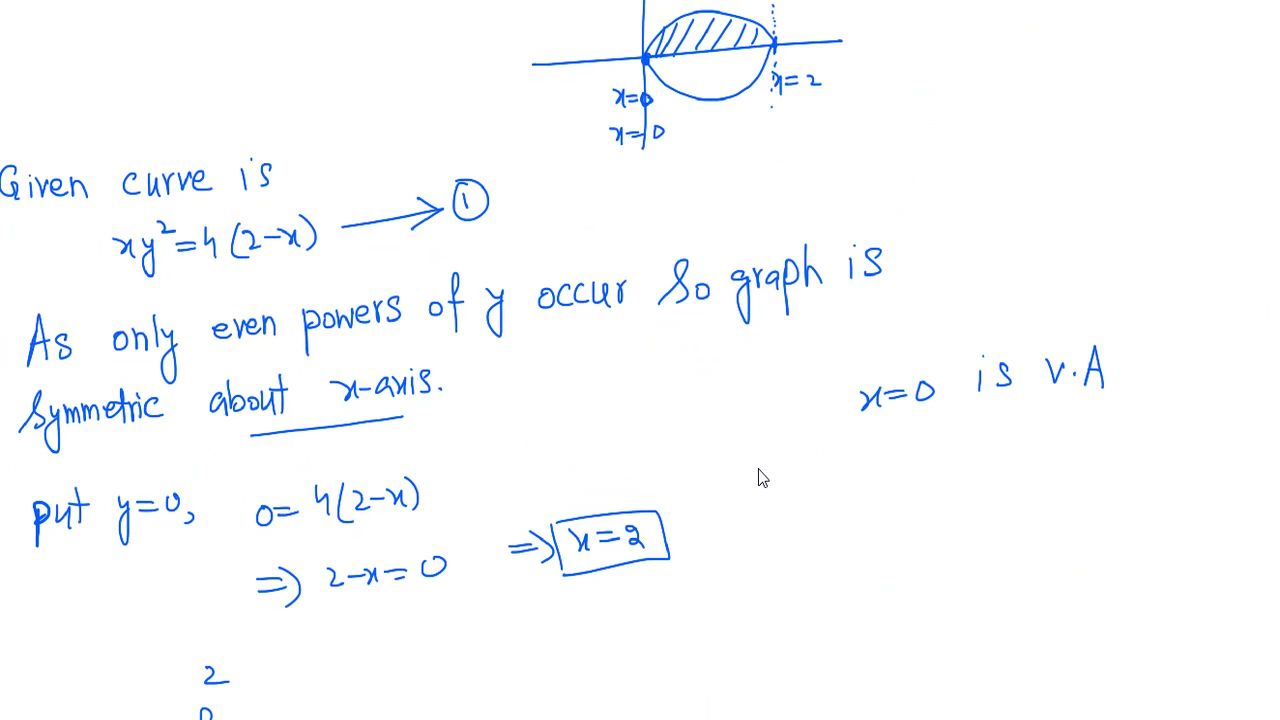 x=0
x=2
x=0
Given curve is
xy²=4(2-x) ⟶ ①
As only even powers of y occur So graph is
symmetric about x-axis.
x=0 is V.A
put y=0, 0=4(2-x)
⇒ 2-x=0 ⇒ x=2
2